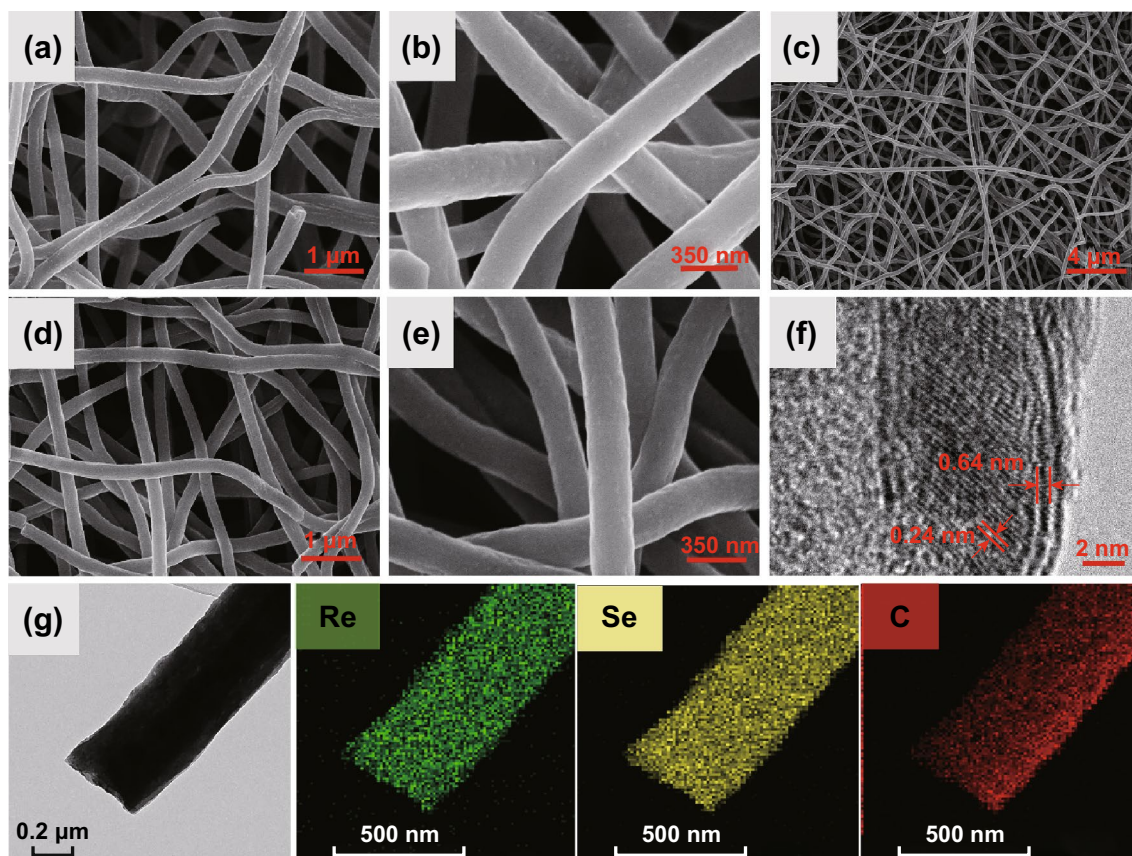 (a)
1 µm
(b)
350 nm
(c)
4 µm
(d)
1 µm
(e)
350 nm
(f)
0.64 nm
0.24 nm
2 nm
(g)
0.2 µm
Re
500 nm
Se
500 nm
C
500 nm